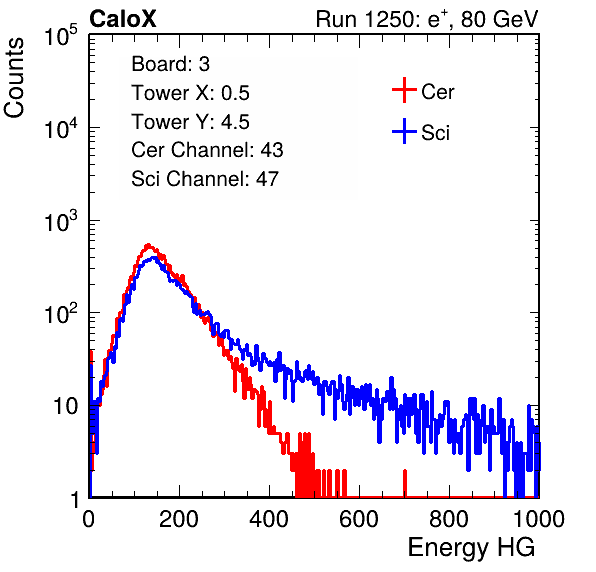 CaloX Run 1250: e⁺, 80 GeV
Counts
Board: 3
Tower X: 0.5
Tower Y: 4.5
Cer Channel: 43
Sci Channel: 47
Cer
Sci
10⁵
10⁴
10³
10²
10
1
0 200 400 600 800 1000
Energy HG